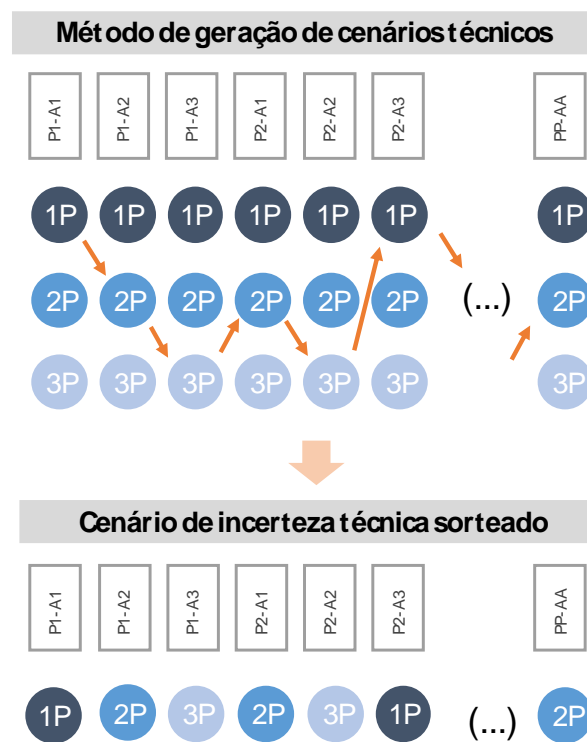 Método de geração de cenários técnicos
P1-A1 P1-A2 P1-A3 P2-A1 P2-A2 P2-A3 PP-AA
1P 1P 1P 1P 1P 1P 1P
2P 2P 2P 2P 2P 2P (...) 2P
3P 3P 3P 3P 3P 3P 3P
Cenário de incerteza técnica sorteado
P1-A1 P1-A2 P1-A3 P2-A1 P2-A2 P2-A3 PP-AA
1P 2P 3P 2P 3P 1P (...) 2P